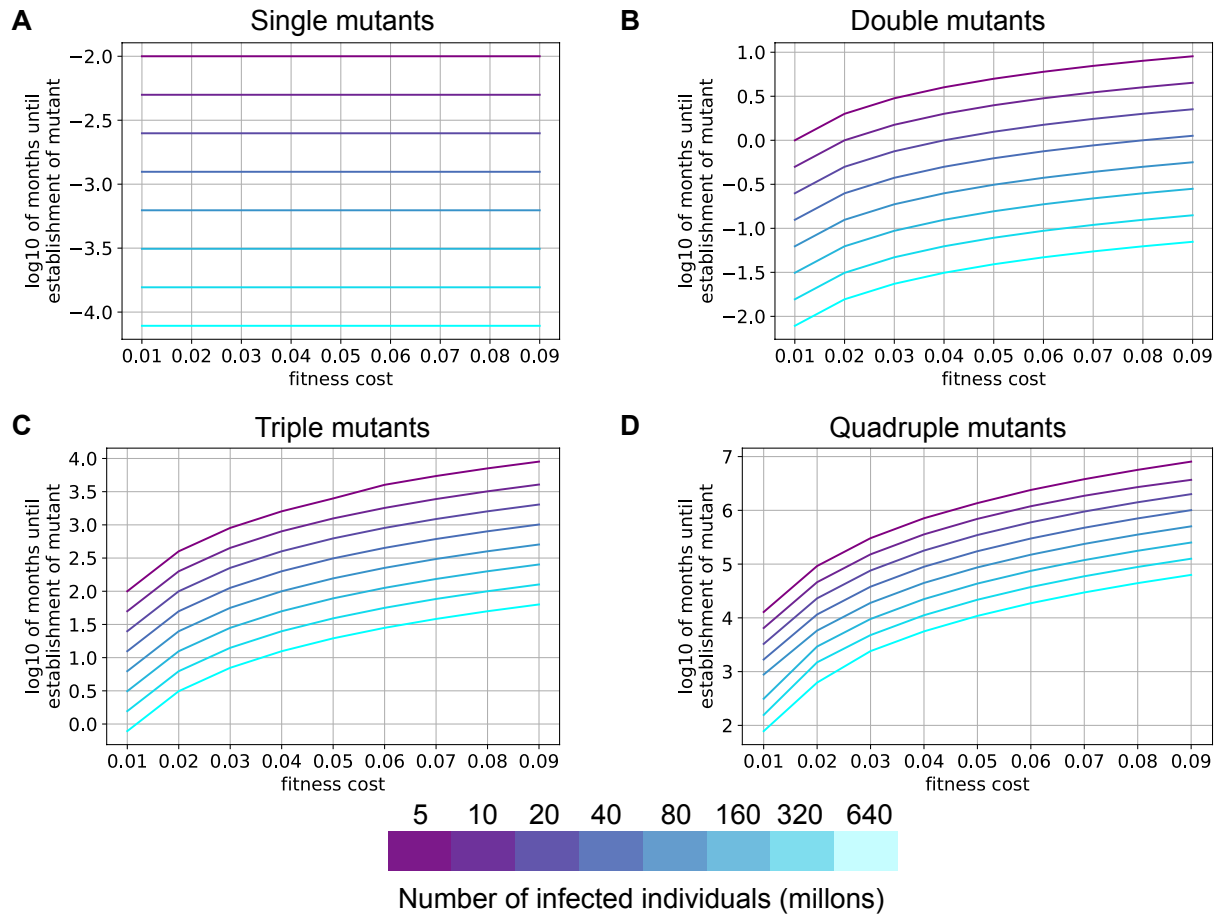 A
Single mutants
−2.0
−2.5
−3.0
−3.5
−4.0
log10 of months until
establishment of mutant
0.01 0.02 0.03 0.04 0.05 0.06 0.07 0.08 0.09
fitness cost
B
Double mutants
1.0
0.5
0.0
−0.5
−1.0
−1.5
−2.0
log10 of months until
establishment of mutant
0.01 0.02 0.03 0.04 0.05 0.06 0.07 0.08 0.09
fitness cost
C
Triple mutants
4.0
3.5
3.0
2.5
2.0
1.5
1.0
0.5
0.0
log10 of months until
establishment of mutant
0.01 0.02 0.03 0.04 0.05 0.06 0.07 0.08 0.09
fitness cost
D
Quadruple mutants
7
6
5
4
3
2
log10 of months until
establishment of mutant
0.01 0.02 0.03 0.04 0.05 0.06 0.07 0.08 0.09
fitness cost
5 10 20 40 80 160 320 640
Number of infected individuals (millons)